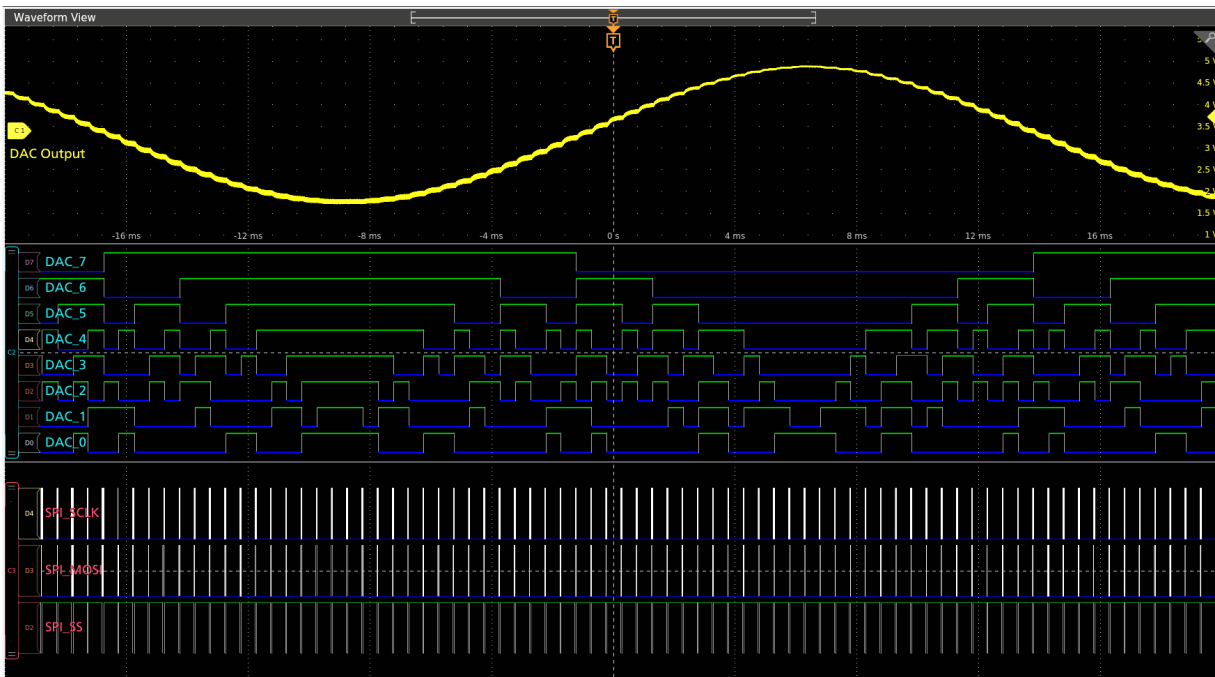 Waveform View
T
T
5 V
4.5 V
4 V
3.5 V
3 V
2.5 V
2 V
1.5 V
1 V
C 1
DAC Output
-16 ms -12 ms -8 ms -4 ms 0 s 4 ms 8 ms 12 ms 16 ms
C2
D7 DAC_7
D6 DAC_6
D5 DAC_5
D4 DAC_4
D3 DAC_3
D2 DAC_2
D1 DAC_1
D0 DAC_0
C3
D4 SPI_SCLK
D3 SPI_MOSI
D2 SPI_SS